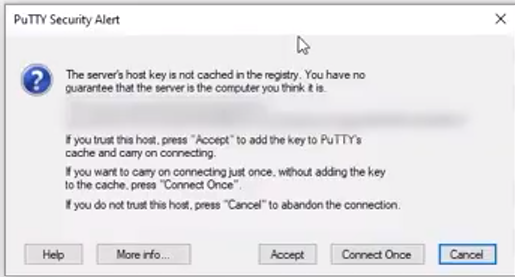 PuTTY Security Alert
The server's host key is not cached in the registry. You have no
guarantee that the server is the computer you think it is.
If you trust this host, press "Accept" to add the key to PuTTY's
cache and carry on connecting.
If you want to carry on connecting just once, without adding the key
to the cache, press "Connect Once".
If you do not trust this host, press "Cancel" to abandon the connection.
Help More info... Accept Connect Once Cancel